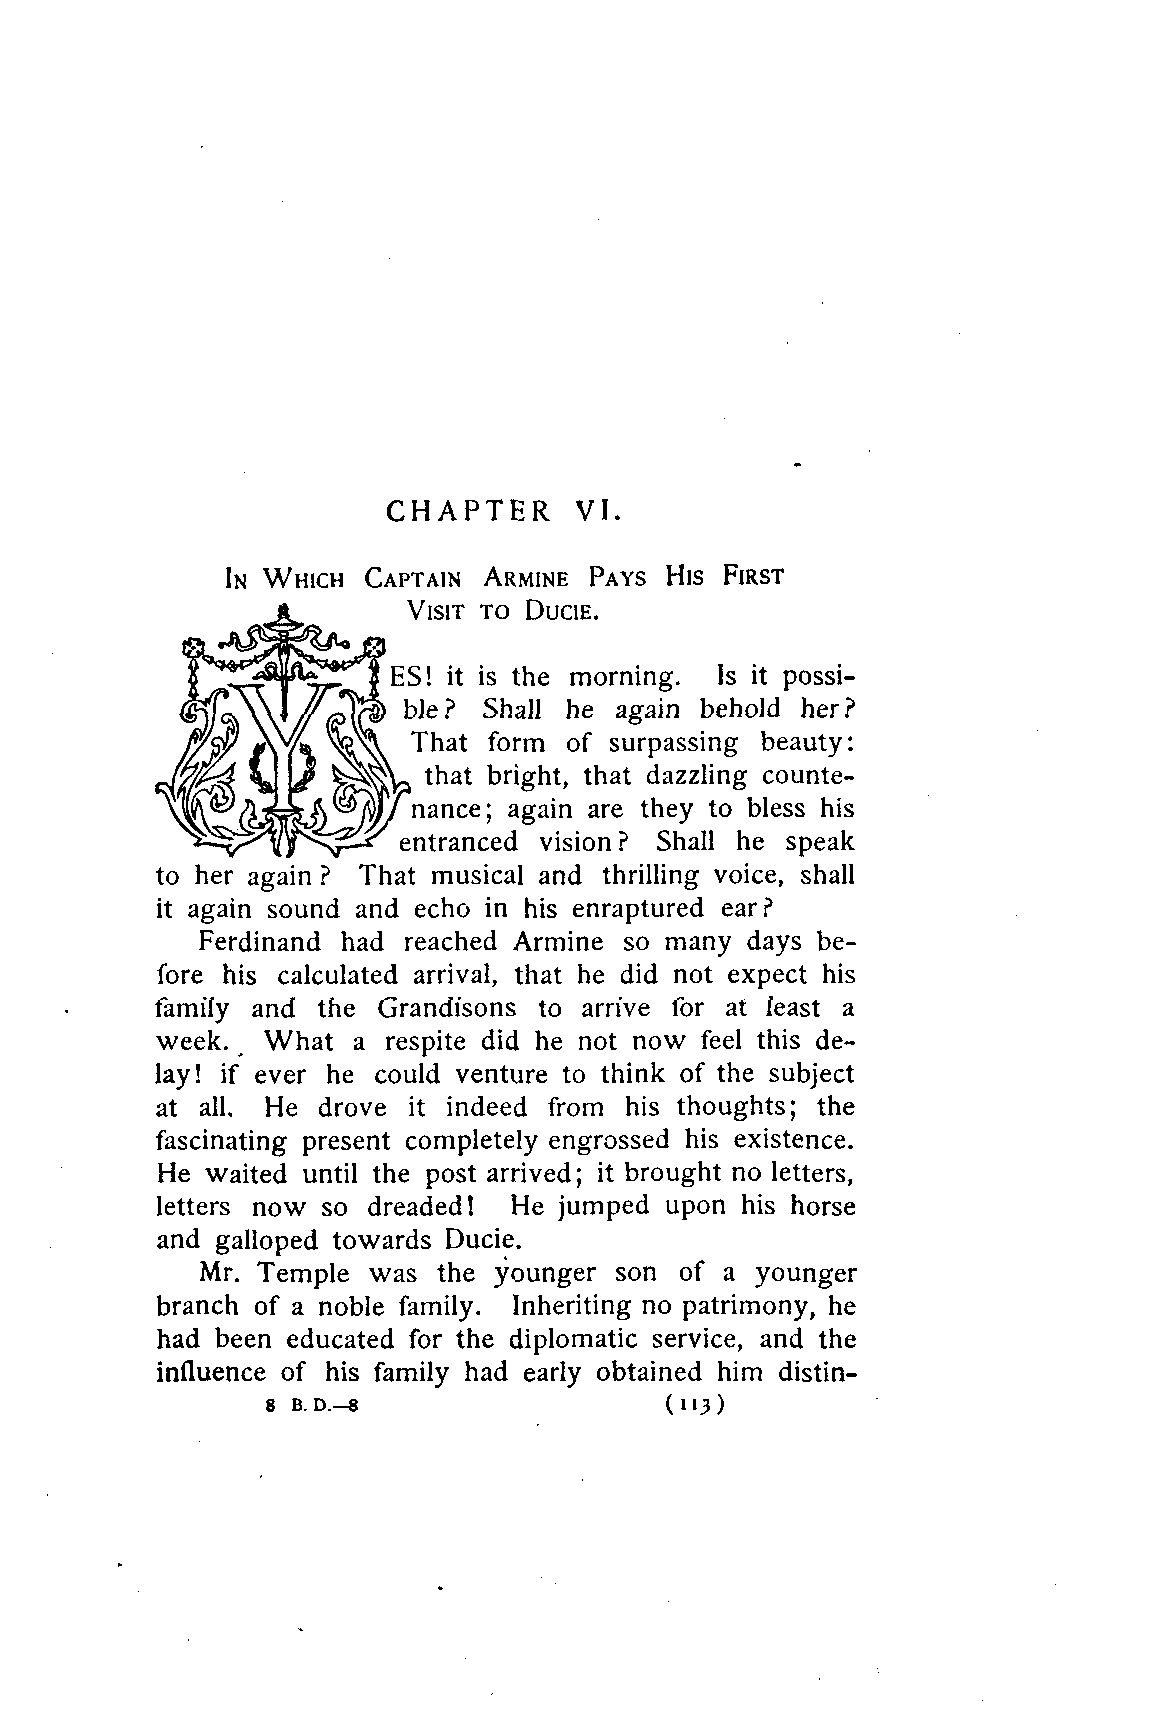 CHAPTER VI.
In Which Captain Armine Pays His First
Visit to Ducie.
YES! it is the morning. Is it possi-
ble? Shall he again behold her?
That form of surpassing beauty:
that bright, that dazzling counte-
nance; again are they to bless his
entranced vision? Shall he speak
to her again? That musical and thrilling voice, shall
it again sound and echo in his enraptured ear?
Ferdinand had reached Armine so many days be-
fore his calculated arrival, that he did not expect his
family and the Grandisons to arrive for at least a
week. What a respite did he not now feel this de-
lay! if ever he could venture to think of the subject
at all. He drove it indeed from his thoughts; the
fascinating present completely engrossed his existence.
He waited until the post arrived; it brought no letters,
letters now so dreaded! He jumped upon his horse
and galloped towards Ducie.
Mr. Temple was the younger son of a younger
branch of a noble family. Inheriting no patrimony, he
had been educated for the diplomatic service, and the
influence of his family had early obtained him distin-
8 B. D.—8 (113)